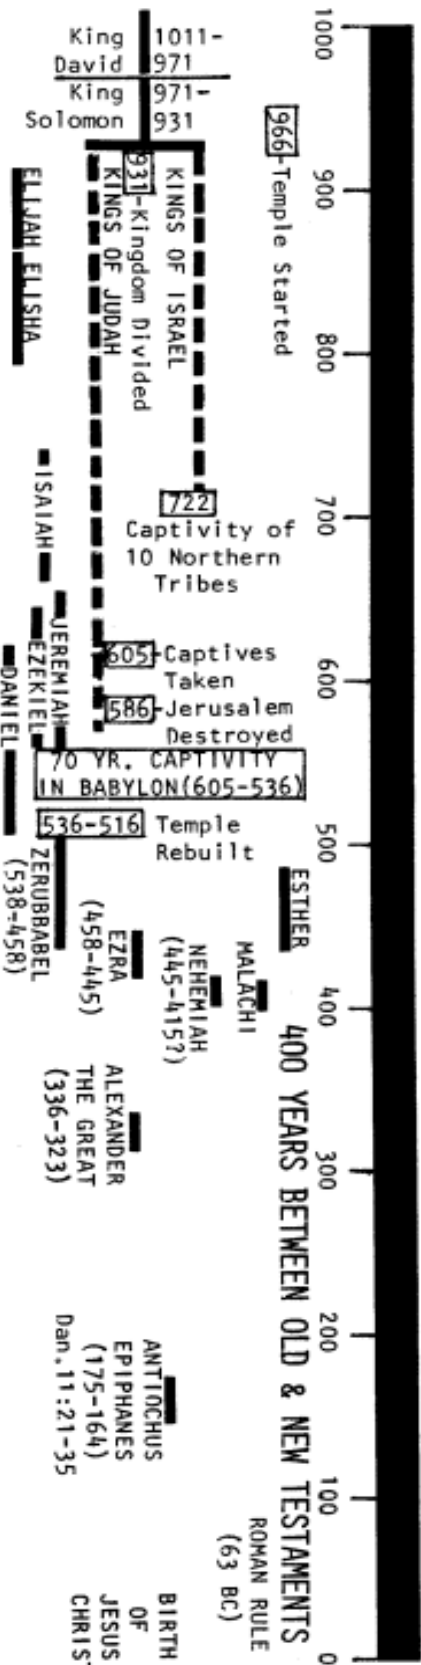 1000
900
800
700
600
500
400
300
200
100
0
King 1011-
David 971
King 971-
Solomon 931
966-Temple Started
931-Kingdom Divided
KINGS OF ISRAEL
KINGS OF JUDAH
ELIJAH ELISHA
722
Captivity of
10 Northern
Tribes
ISAIAH
JEREMIAH
EZEKIEL
DANIEL
605-Captives
Taken
586-Jerusalem
Destroyed
70 YR. CAPTIVITY
IN BABYLON(605-536)
536-516 Temple
Rebuilt
ZERUBBABEL
(538-458)
ESTHER
EZRA
(458-445)
NEHEMIAH
(445-415?)
MALACHI
400 YEARS BETWEEN OLD & NEW TESTAMENTS
ALEXANDER
THE GREAT
(336-323)
ANTIOCHUS
EPIPHANES
(175-164)
Dan.11:21-35
ROMAN RULE
(63 BC)
BIRTH
OF
JESUS
CHRIST